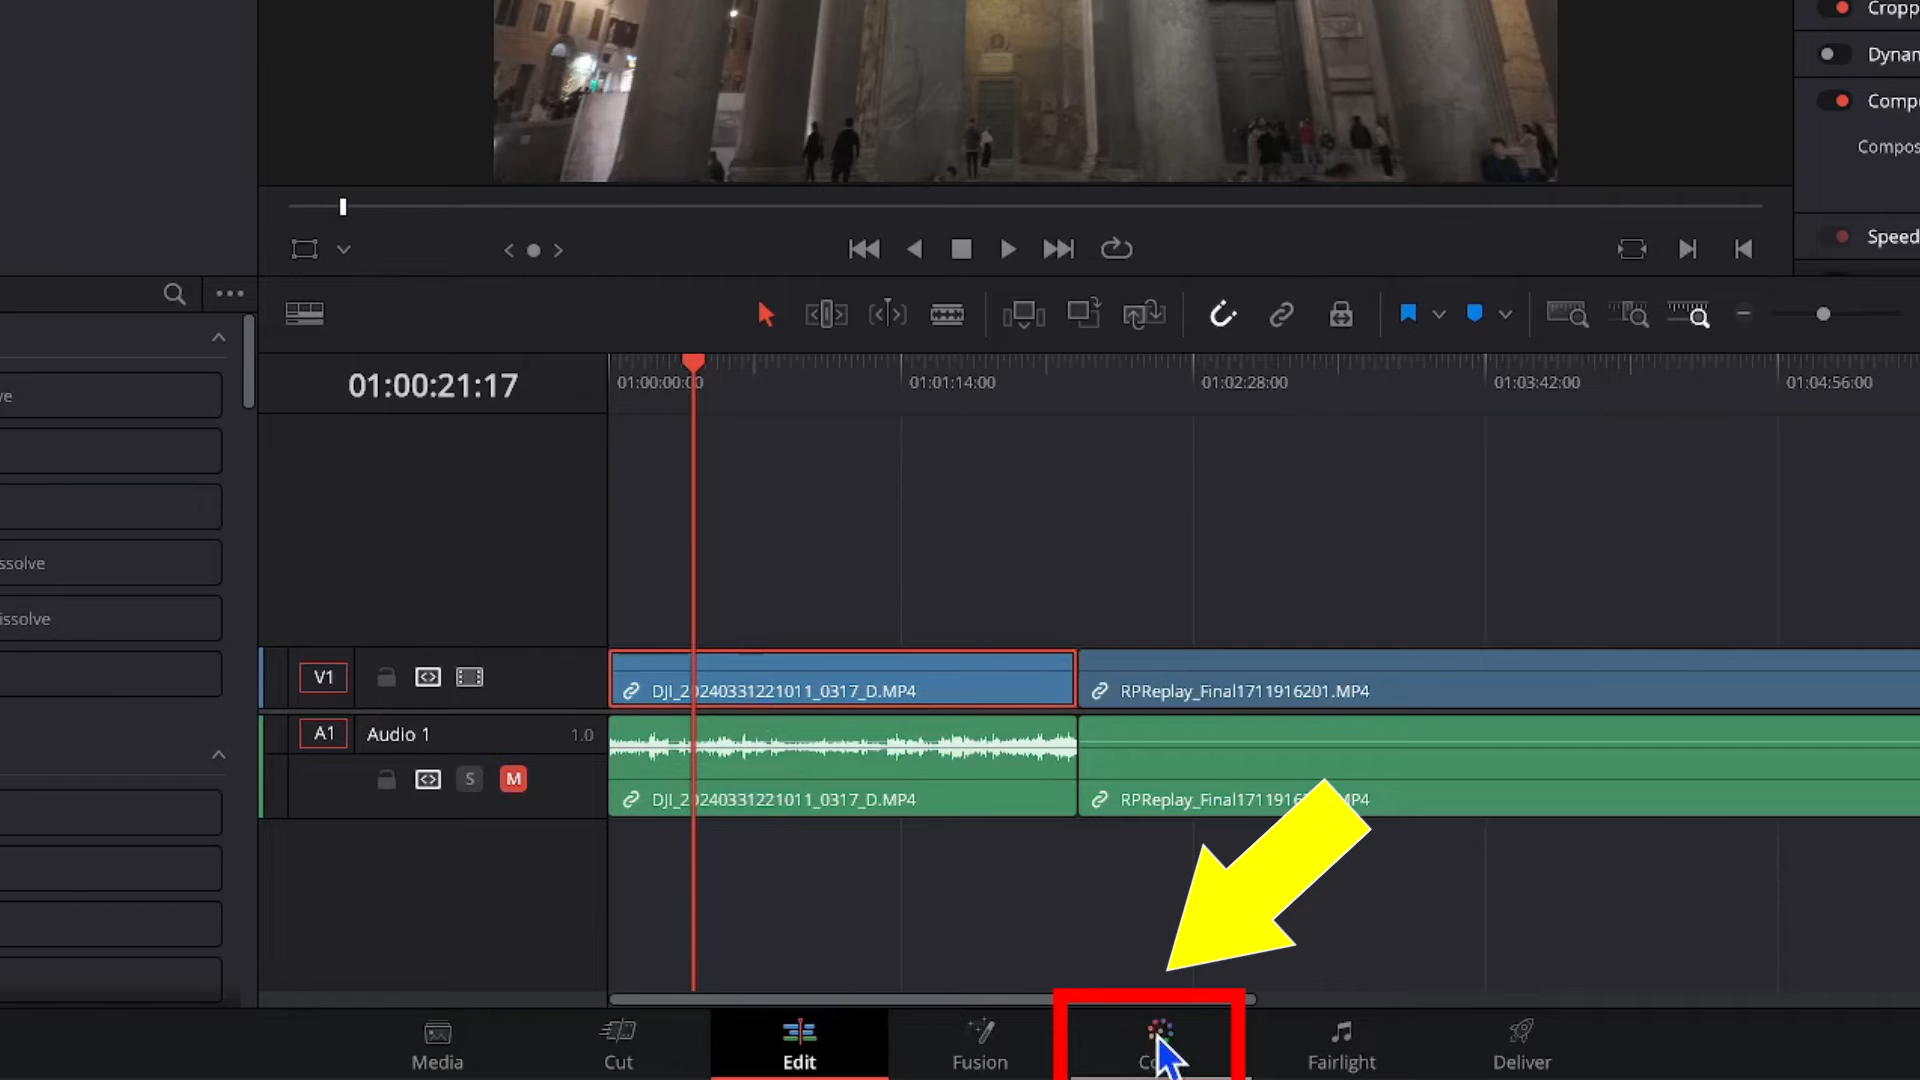 Cropp
Dynan
Comp
Compos
Speed
01:00:21:17
01:00:00:00
01:01:14:00
01:02:28:00
01:03:42:00
01:04:56:00
ve
ssolve
issolve
V1
DJI_20240331221011_0317_D.MP4
RPReplay_Final1711916201.MP4
A1
Audio 1
1.0
S
M
DJI_20240331221011_0317_D.MP4
Media
Cut
Edit
Fusion
Fairlight
Deliver